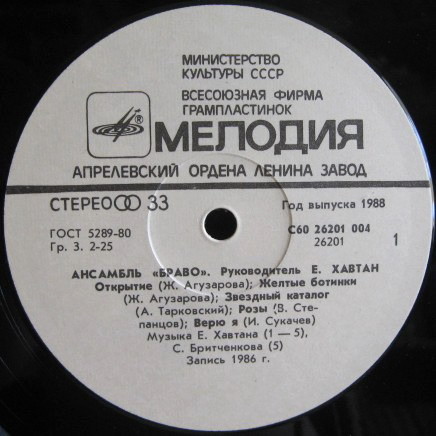 МИНИСТЕРСТВО
КУЛЬТУРЫ СССР
ВСЕСОЮЗНАЯ ФИРМА
ГРАМПЛАСТИНОК
®
МЕЛОДИЯ
АПРЕЛЕВСКИЙ ОРДЕНА ЛЕНИНА ЗАВОД
СТЕРЕО 33
Год выпуска 1988
ГОСТ 5289-80
С60 26201 004
Гр. 3. 2-25
26201
1
АНСАМБЛЬ «БРАВО». Руководитель Е. ХАВТАН
Открытие (Ж. Агузарова); Желтые ботинки
(Ж. Агузарова); Звездный каталог
(А. Тарковский); Розы (В. Сте-
панцов); Верю я (И. Сукачев)
Музыка Е. Хавтана (1 — 5),
С. Бритченкова (5)
Запись 1986 г.